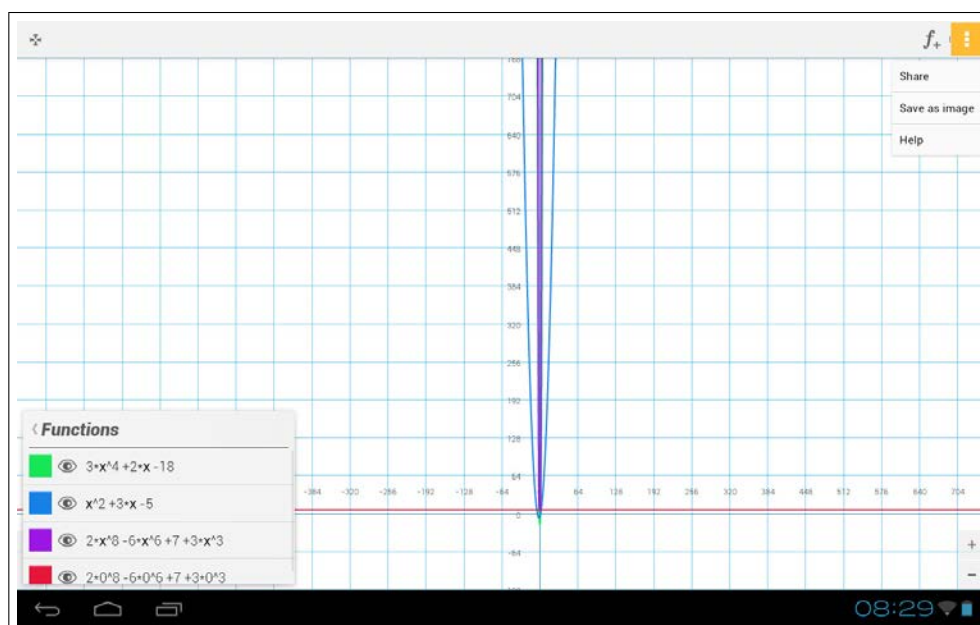 f+
Share
Save as image
Help
768
704
640
576
512
448
384
320
256
192
128
64
-384 -320 -256 -192 -128 -64 64 128 192 256 320 384 448 512 576 640 704
0
-64
Functions
3*x^4 +2*x -18
x^2 +3*x -5
2*x^8 -6*x^6 +7 +3*x^3
2*0^8 -6*0^6 +7 +3*0^3
+
-
08:29